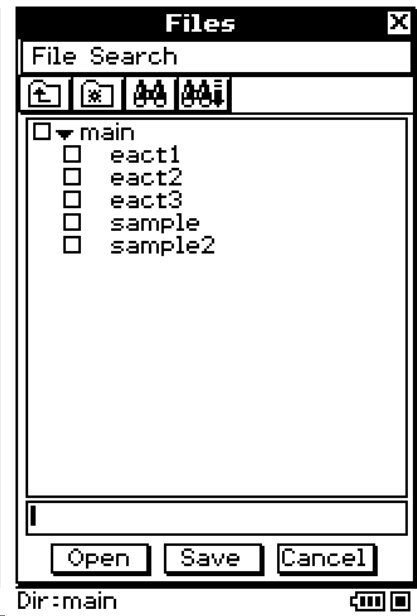 Files
File Search
main
eact1
eact2
eact3
sample
sample2
Open Save Cancel
Dir:main